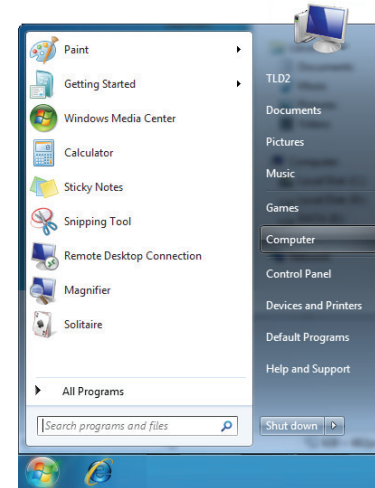 Paint
Getting Started
Windows Media Center
Calculator
Sticky Notes
Snipping Tool
Remote Desktop Connection
Magnifier
Solitaire
All Programs
Search programs and files
TLD2
Documents
Pictures
Music
Games
Computer
Control Panel
Devices and Printers
Default Programs
Help and Support
Shut down